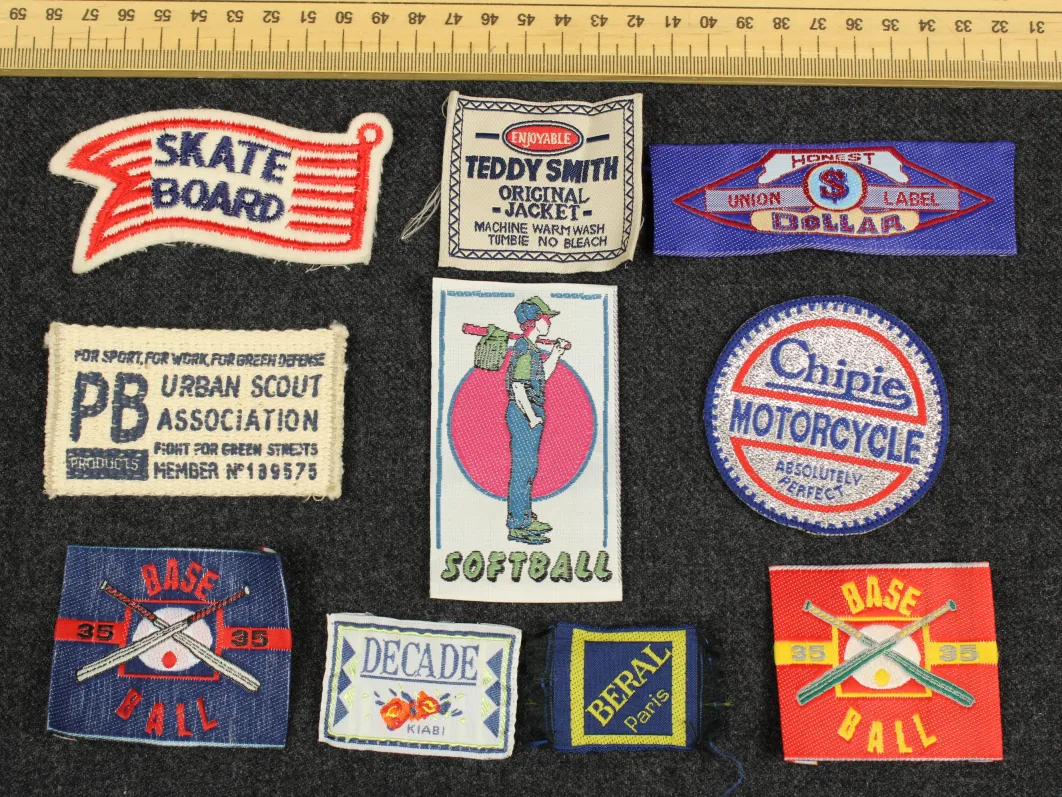 59 58 57 56 55 54 53 52 51 50 49 48 47 46 45 44 43 42 41 40 39 38 37 36 35 34 33 32 31
SKATE
BOARD
ENJOYABLE
TEDDY SMITH
ORIGINAL
-JACKET-
MACHINE WARM WASH
TUMBIE NO BLEACH
HONEST
$
UNION LABEL
DOLLAR
FOR SPORT, FOR WORK, FOR GREEN DEFENSE
PB URBAN SCOUT
ASSOCIATION
PRODUCTS
FIGHT FOR GREEN STREETS
MEMBER Nº 139575
SOFTBALL
Chipie
MOTORCYCLE
ABSOLUTELY
PERFECT
BASE
35 35
BALL
DECADE
KIABI
BERAL
Paris
BASE
35 35
BALL